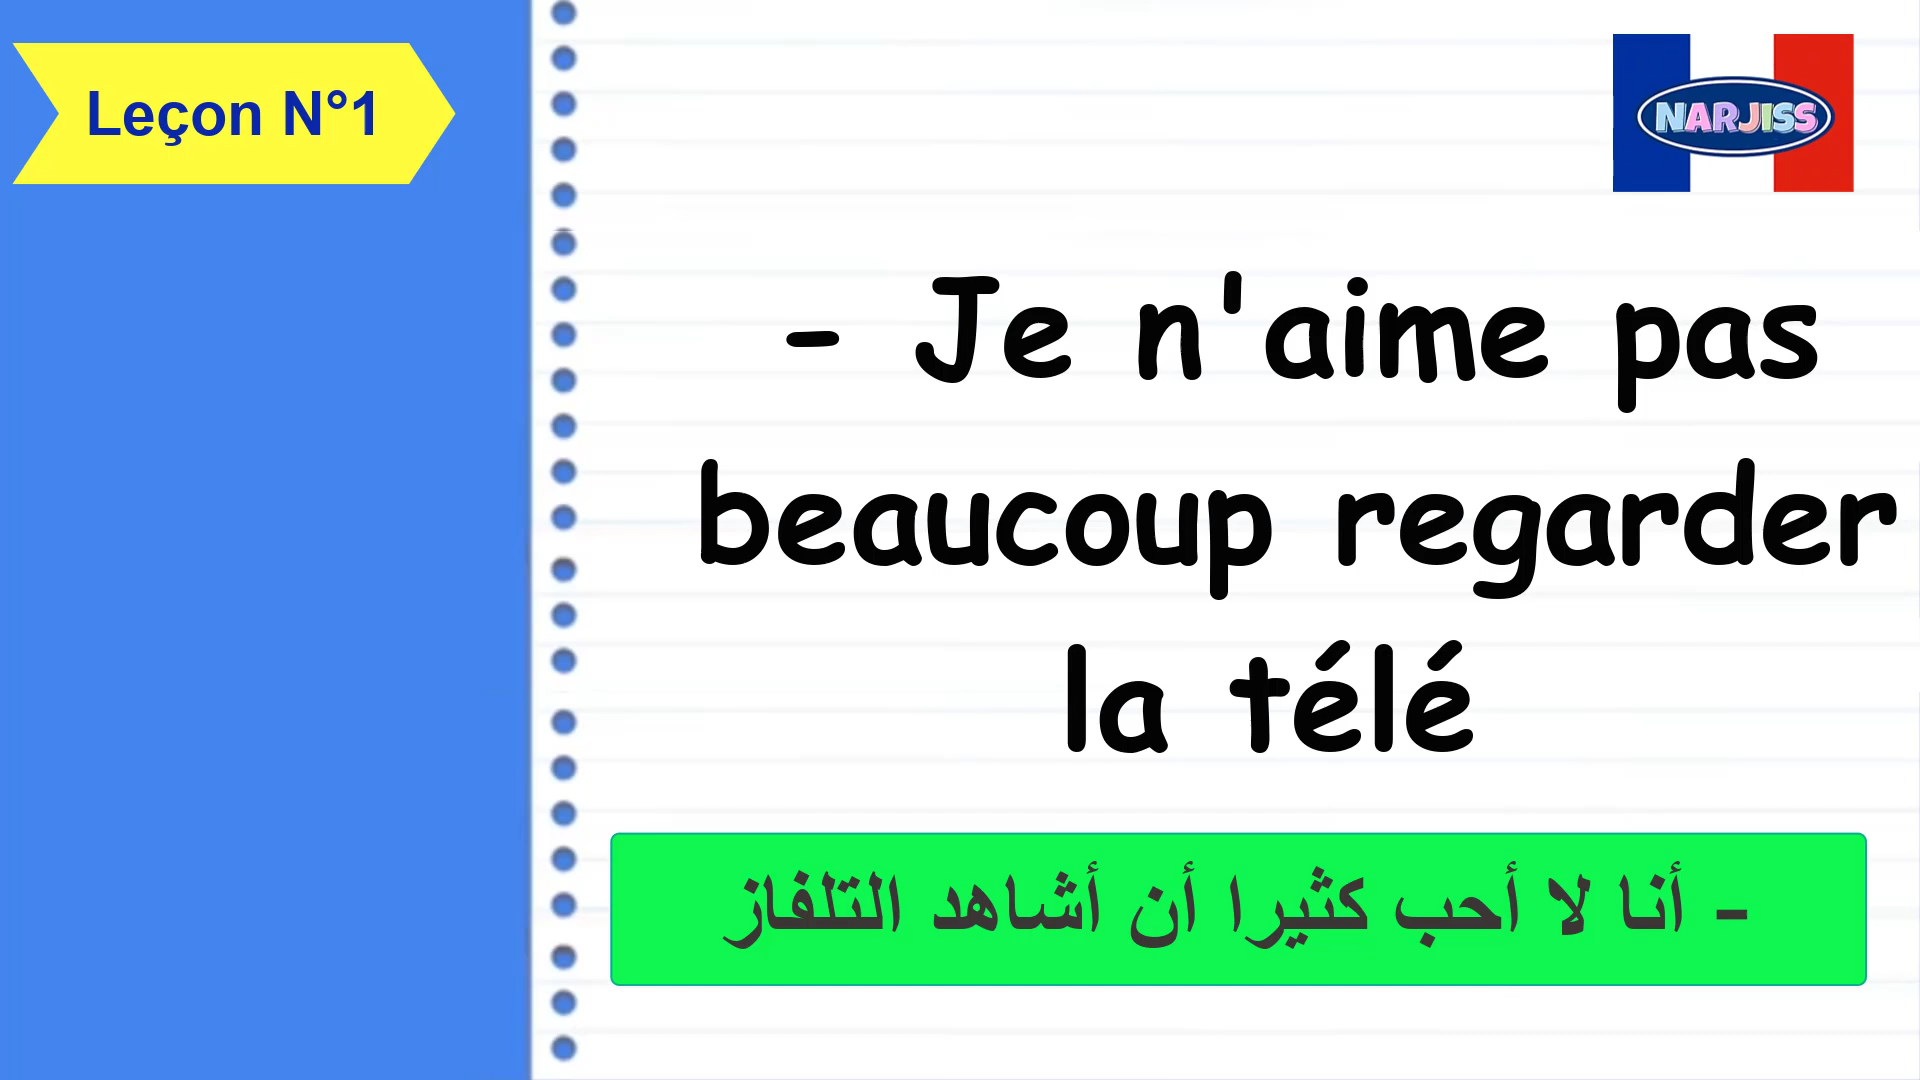 Leçon N°1
NARJISS
- Je n'aime pas
beaucoup regarder
la télé
- أنا لا أحب كثيرا أن أشاهد التلفاز